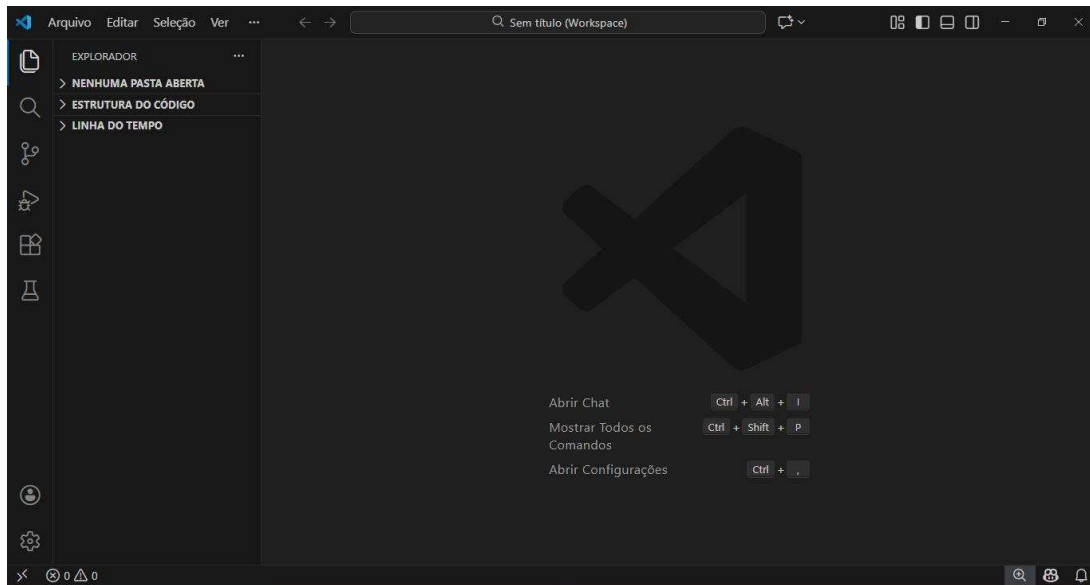 Arquivo Editar Seleção Ver ...
Sem título (Workspace)
EXPLORADOR ...
NENHUMA PASTA ABERTA
ESTRUTURA DO CÓDIGO
LINHA DO TEMPO
Abrir Chat Ctrl + Alt + I
Mostrar Todos os Ctrl + Shift + P
Comandos
Abrir Configurações Ctrl + ,
0 0